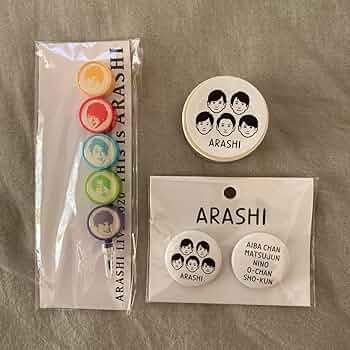 ARASHI LIVE 2020 THIS IS ARASHI
ARASHI
ARASHI
ARASHI
AIBA CHAN
MATSUJUN
NINO
O-CHAN
SHO-KUN